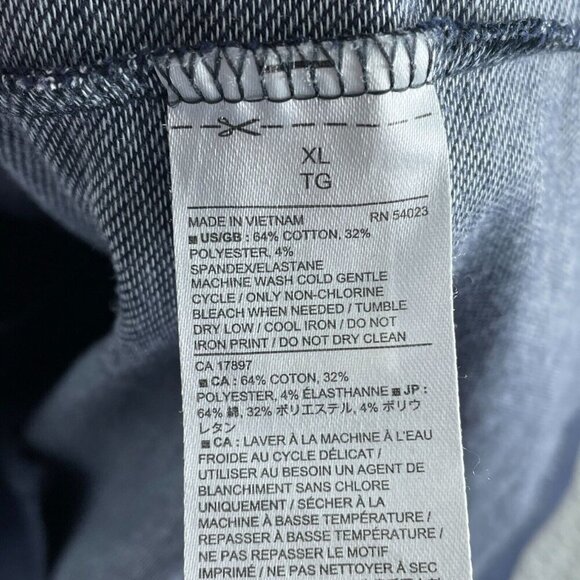 XL
TG
MADE IN VIETNAM RN 54023
US/GB : 64% COTTON, 32%
POLYESTER, 4%
SPANDEX/ELASTANE
MACHINE WASH COLD GENTLE
CYCLE / ONLY NON-CHLORINE
BLEACH WHEN NEEDED / TUMBLE
DRY LOW / COOL IRON / DO NOT
IRON PRINT / DO NOT DRY CLEAN
CA 17897
CA : 64% COTON, 32%
POLYESTER, 4% ÉLASTHANNE JP :
64% 綿, 32% ポリエステル, 4% ポリウ
レタン
CA : LAVER À LA MACHINE À L'EAU
FROIDE AU CYCLE DÉLICAT /
UTILISER AU BESOIN UN AGENT DE
BLANCHIMENT SANS CHLORE
UNIQUEMENT / SÉCHER À LA
MACHINE À BASSE TEMPÉRATURE /
REPASSER À BASSE TEMPÉRATURE /
NE PAS REPASSER LE MOTIF
IMPRIMÉ / NE PAS NETTOYER À SEC